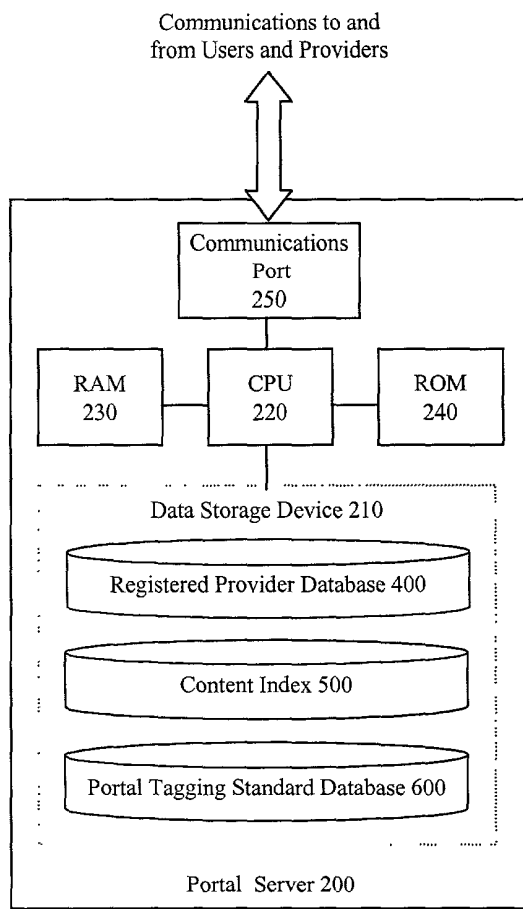 Communications to and
from Users and Providers
Communications
Port
250
RAM
230
CPU
220
ROM
240
Data Storage Device 210
Registered Provider Database 400
Content Index 500
Portal Tagging Standard Database 600
Portal Server 200